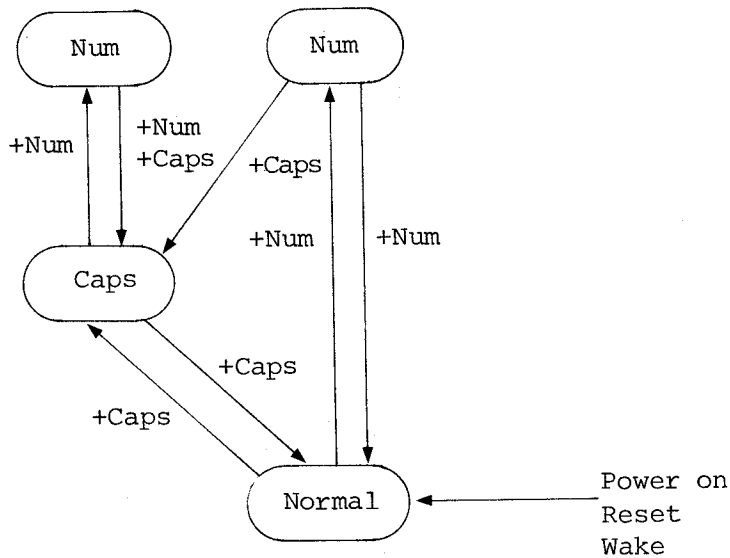 Num
Num
+Num
+Num
+Caps
+Caps
+Num
+Num
Caps
+Caps
+Caps
Normal
Power on
Reset
Wake